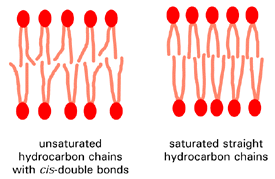 unsaturated
hydrocarbon chains
with cis-double bonds
saturated straight
hydrocarbon chains